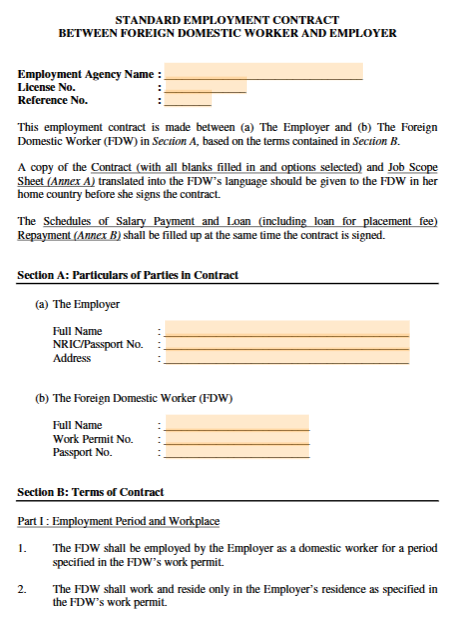 STANDARD EMPLOYMENT CONTRACT
BETWEEN FOREIGN DOMESTIC WORKER AND EMPLOYER
Employment Agency Name :
License No. :
Reference No. :
This employment contract is made between (a) The Employer and (b) The Foreign
Domestic Worker (FDW) in Section A, based on the terms contained in Section B.
A copy of the Contract (with all blanks filled in and options selected) and Job Scope
Sheet (Annex A) translated into the FDW's language should be given to the FDW in her
home country before she signs the contract.
The Schedules of Salary Payment and Loan (including loan for placement fee)
Repayment (Annex B) shall be filled up at the same time the contract is signed.
Section A: Particulars of Parties in Contract
(a) The Employer
Full Name :
NRIC/Passport No. :
Address :
(b) The Foreign Domestic Worker (FDW)
Full Name :
Work Permit No. :
Passport No. :
Section B: Terms of Contract
Part I : Employment Period and Workplace
1. The FDW shall be employed by the Employer as a domestic worker for a period
specified in the FDW's work permit.
2. The FDW shall work and reside only in the Employer's residence as specified in
the FDW's work permit.